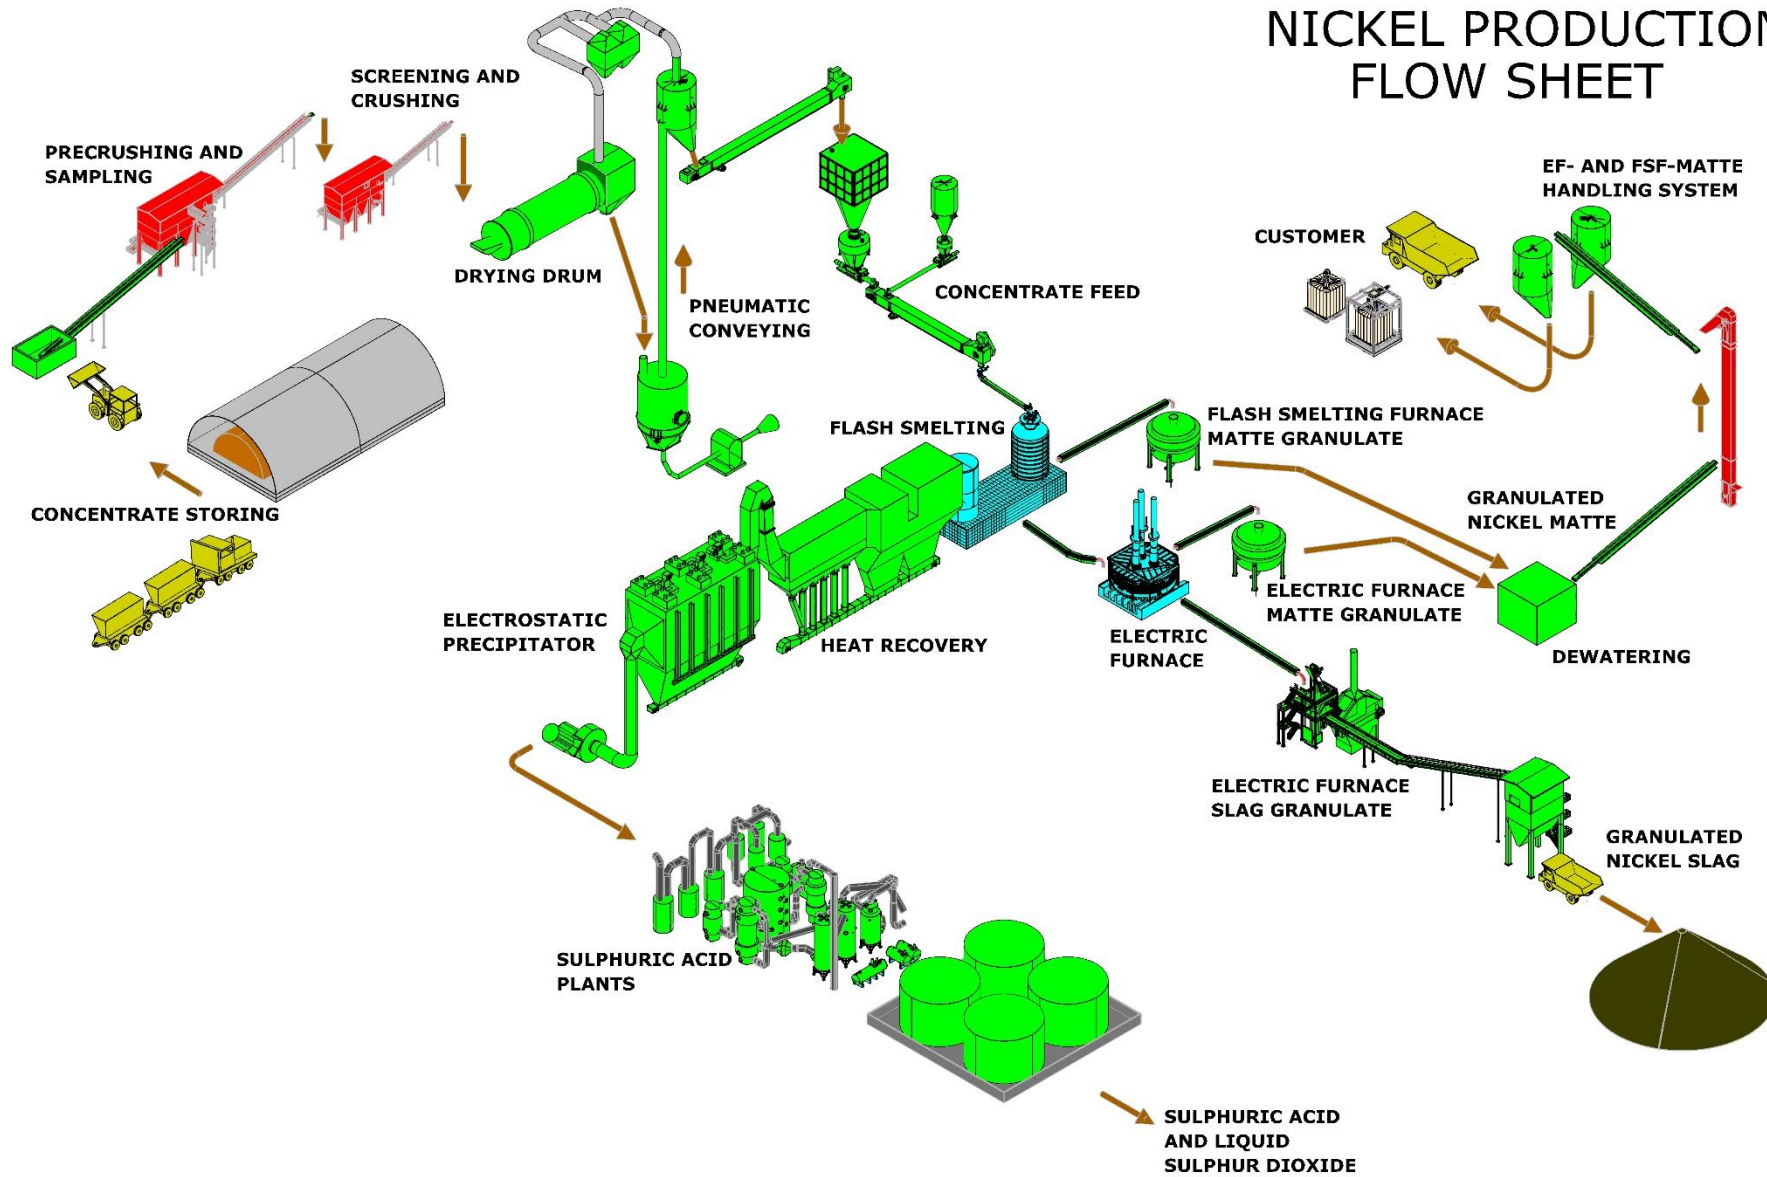 NICKEL PRODUCTION
FLOW SHEET
SCREENING AND
CRUSHING
PRECRUSHING AND
SAMPLING
EF- AND FSF-MATTE
HANDLING SYSTEM
CUSTOMER
DRYING DRUM
PNEUMATIC
CONVEYING
CONCENTRATE FEED
FLASH SMELTING
FLASH SMELTING FURNACE
MATTE GRANULATE
CONCENTRATE STORING
GRANULATED
NICKEL MATTE
ELECTROSTATIC
PRECIPITATOR
HEAT RECOVERY
ELECTRIC
FURNACE
ELECTRIC FURNACE
MATTE GRANULATE
DEWATERING
ELECTRIC FURNACE
SLAG GRANULATE
GRANULATED
NICKEL SLAG
SULPHURIC ACID
PLANTS
SULPHURIC ACID
AND LIQUID
SULPHUR DIOXIDE